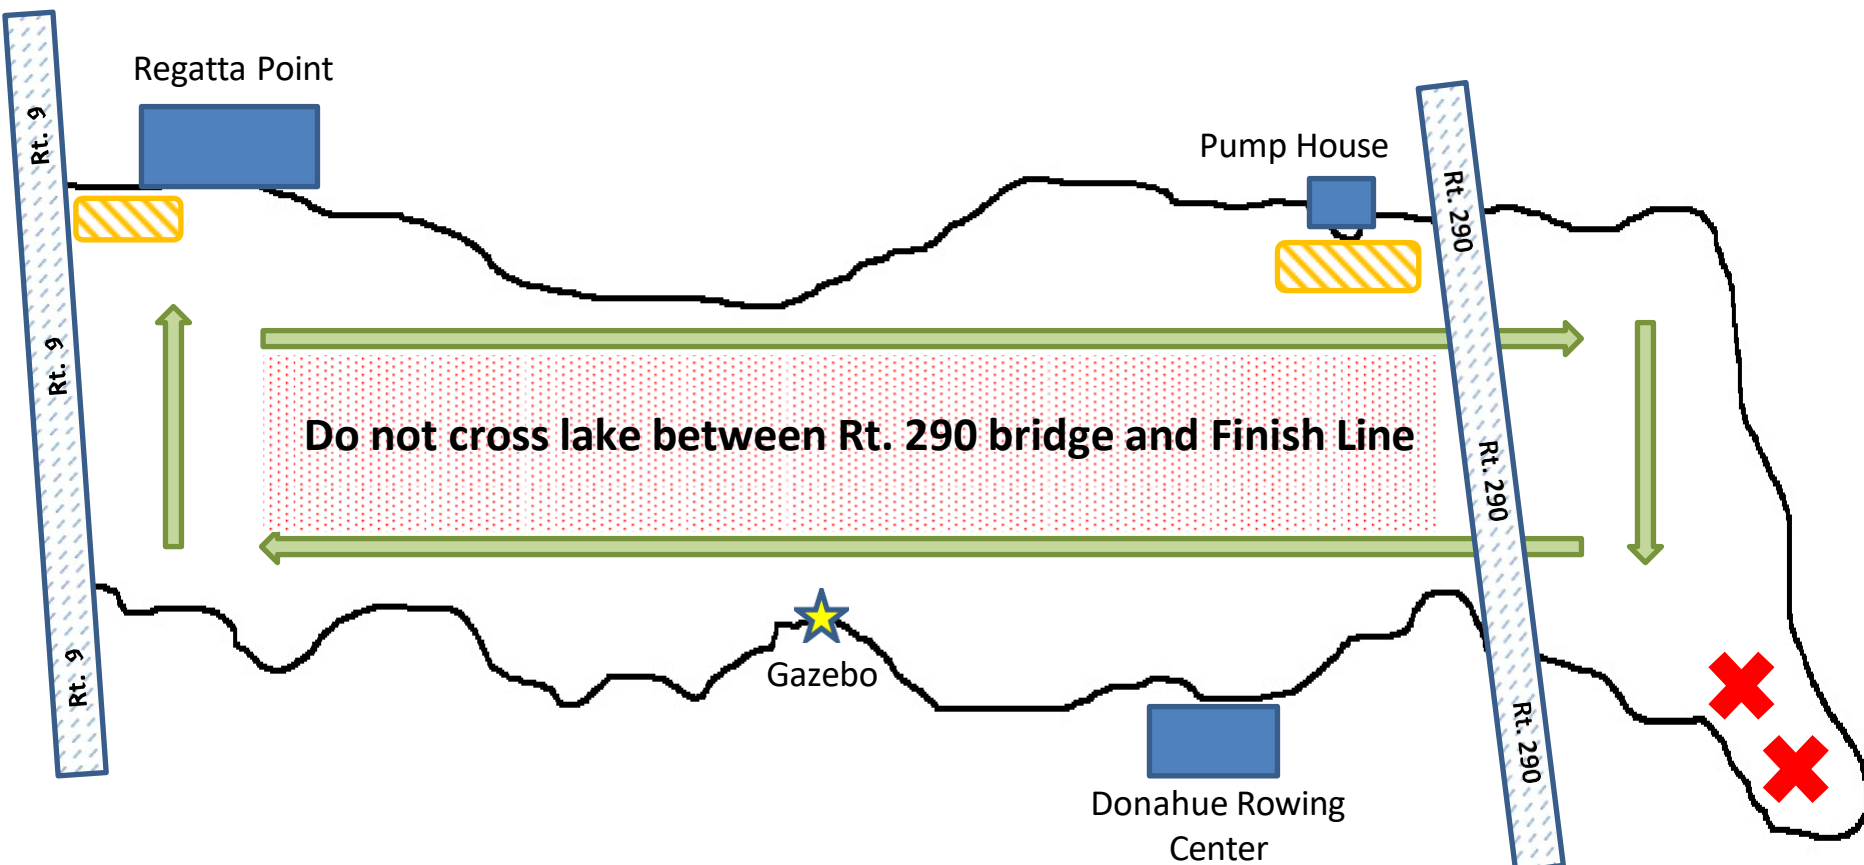 Regatta Point
Pump House
Rt. 9
Rt. 290
Rt. 9
Do not cross lake between Rt. 290 bridge and Finish Line
Rt. 290
Gazebo
Rt. 9
Rt. 290
Donahue Rowing
Center